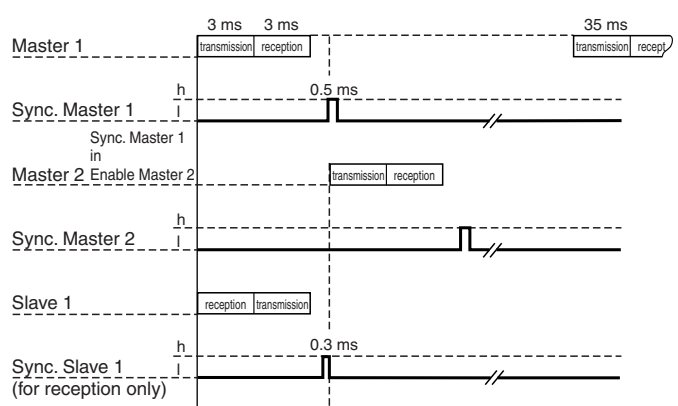 3 ms 3 ms 35 ms
Master 1 transmission reception transmission recept
h 0.5 ms
Sync. Master 1 l
Sync. Master 1
in
Master 2 Enable Master 2 transmission reception
h
Sync. Master 2 l
Slave 1 reception transmission
h 0.3 ms
Sync. Slave 1 l
(for reception only)